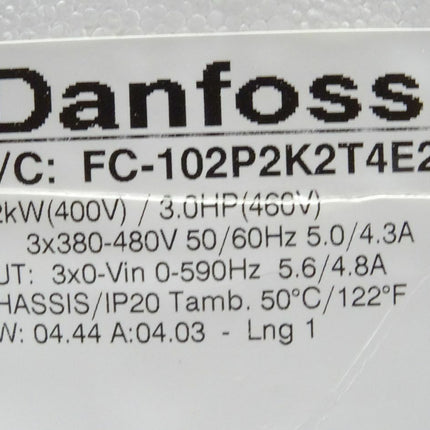 Danfoss
/C: FC-102P2K2T4E2
2kW(400V) / 3.0HP(460V)
3x380-480V 50/60Hz 5.0/4.3A
UT: 3x0-Vin 0-590Hz 5.6/4.8A
HASSIS/IP20 Tamb. 50°C/122°F
W: 04.44 A:04.03 - Lng 1